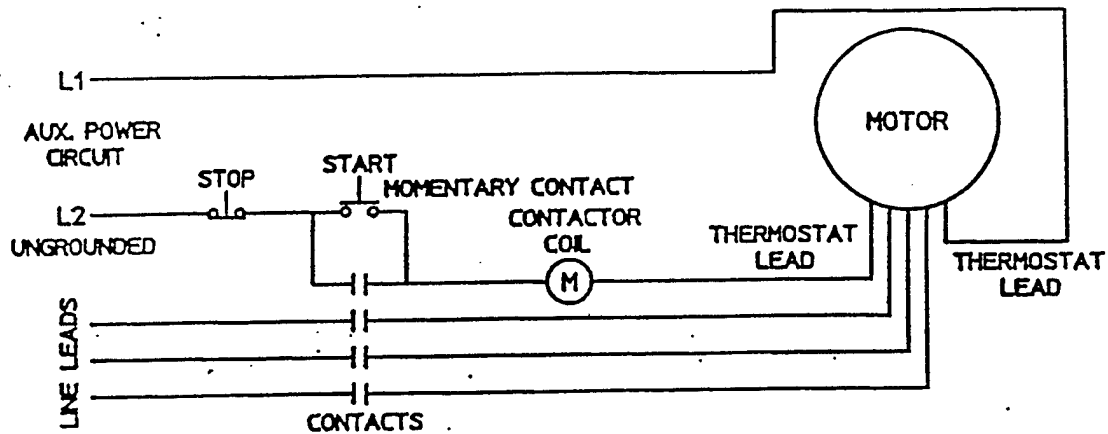 L1
MOTOR
AUX. POWER
CIRCUIT
STOP
START
MOMENTARY CONTACT
L2
UNGROUNDED
CONTACTOR
COIL
M
THERMOSTAT
LEAD
THERMOSTAT
LEAD
LINE LEADS
CONTACTS